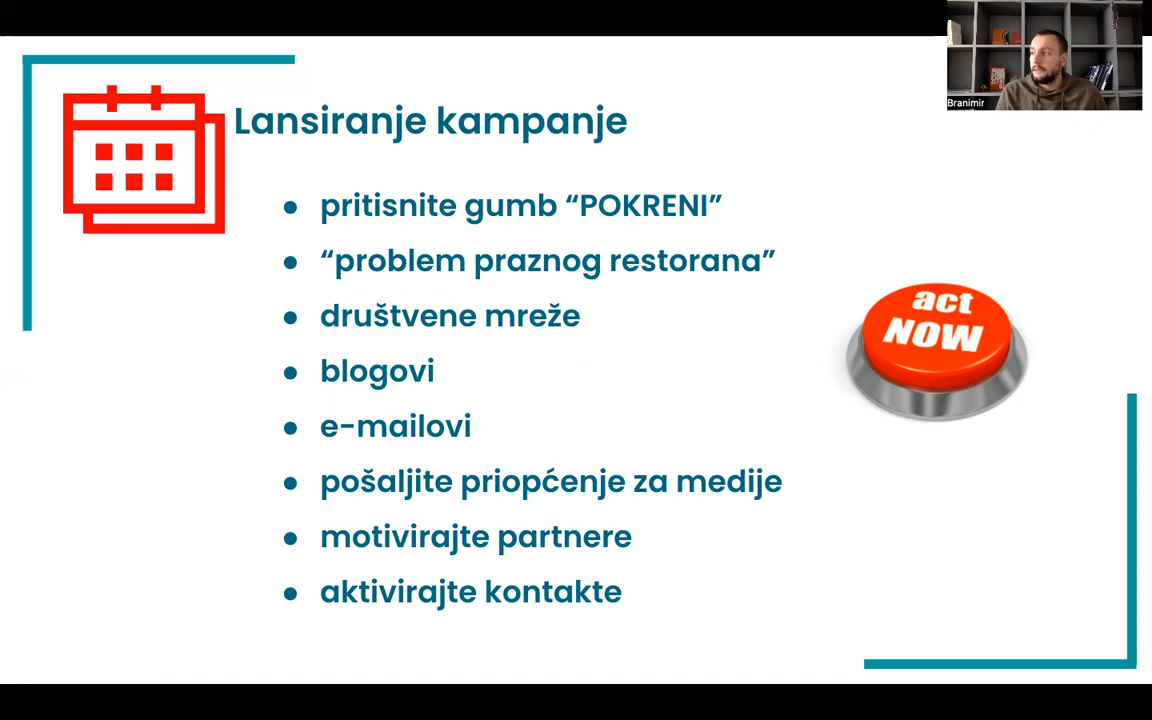 Branimir
Lansiranje kampanje
● pritisnite gumb “POKRENI”
● “problem praznog restorana”
● društvene mreže
● blogovi
● e-mailovi
● pošaljite priopćenje za medije
● motivirajte partnere
● aktivirajte kontakte
act
NOW